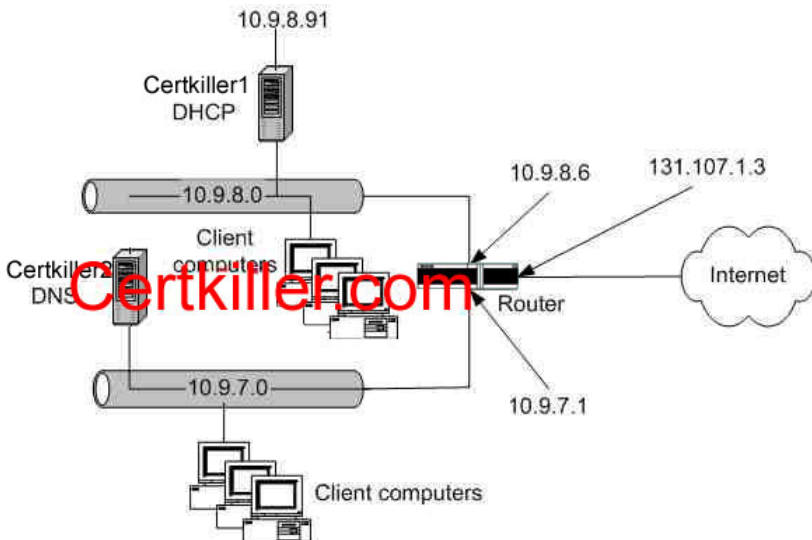 10.9.8.91
Certkiller1
DHCP
10.9.8.6
131.107.1.3
10.9.8.0
Client
computers
Certkiller2
DNS
Certkiller.com
Router
Internet
10.9.7.0
10.9.7.1
Client computers